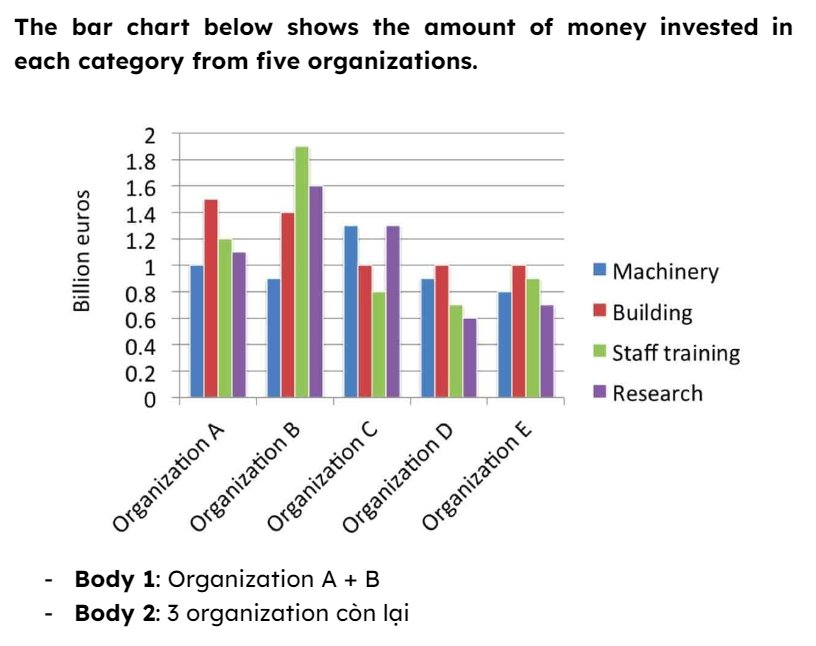 The bar chart below shows the amount of money invested in
each category from five organizations.
Billion euros
2
1.8
1.6
1.4
1.2
1
0.8
0.6
0.4
0.2
0
Organization A
Organization B
Organization C
Organization D
Organization E
Machinery
Building
Staff training
Research
- Body 1: Organization A + B
- Body 2: 3 organization còn lại